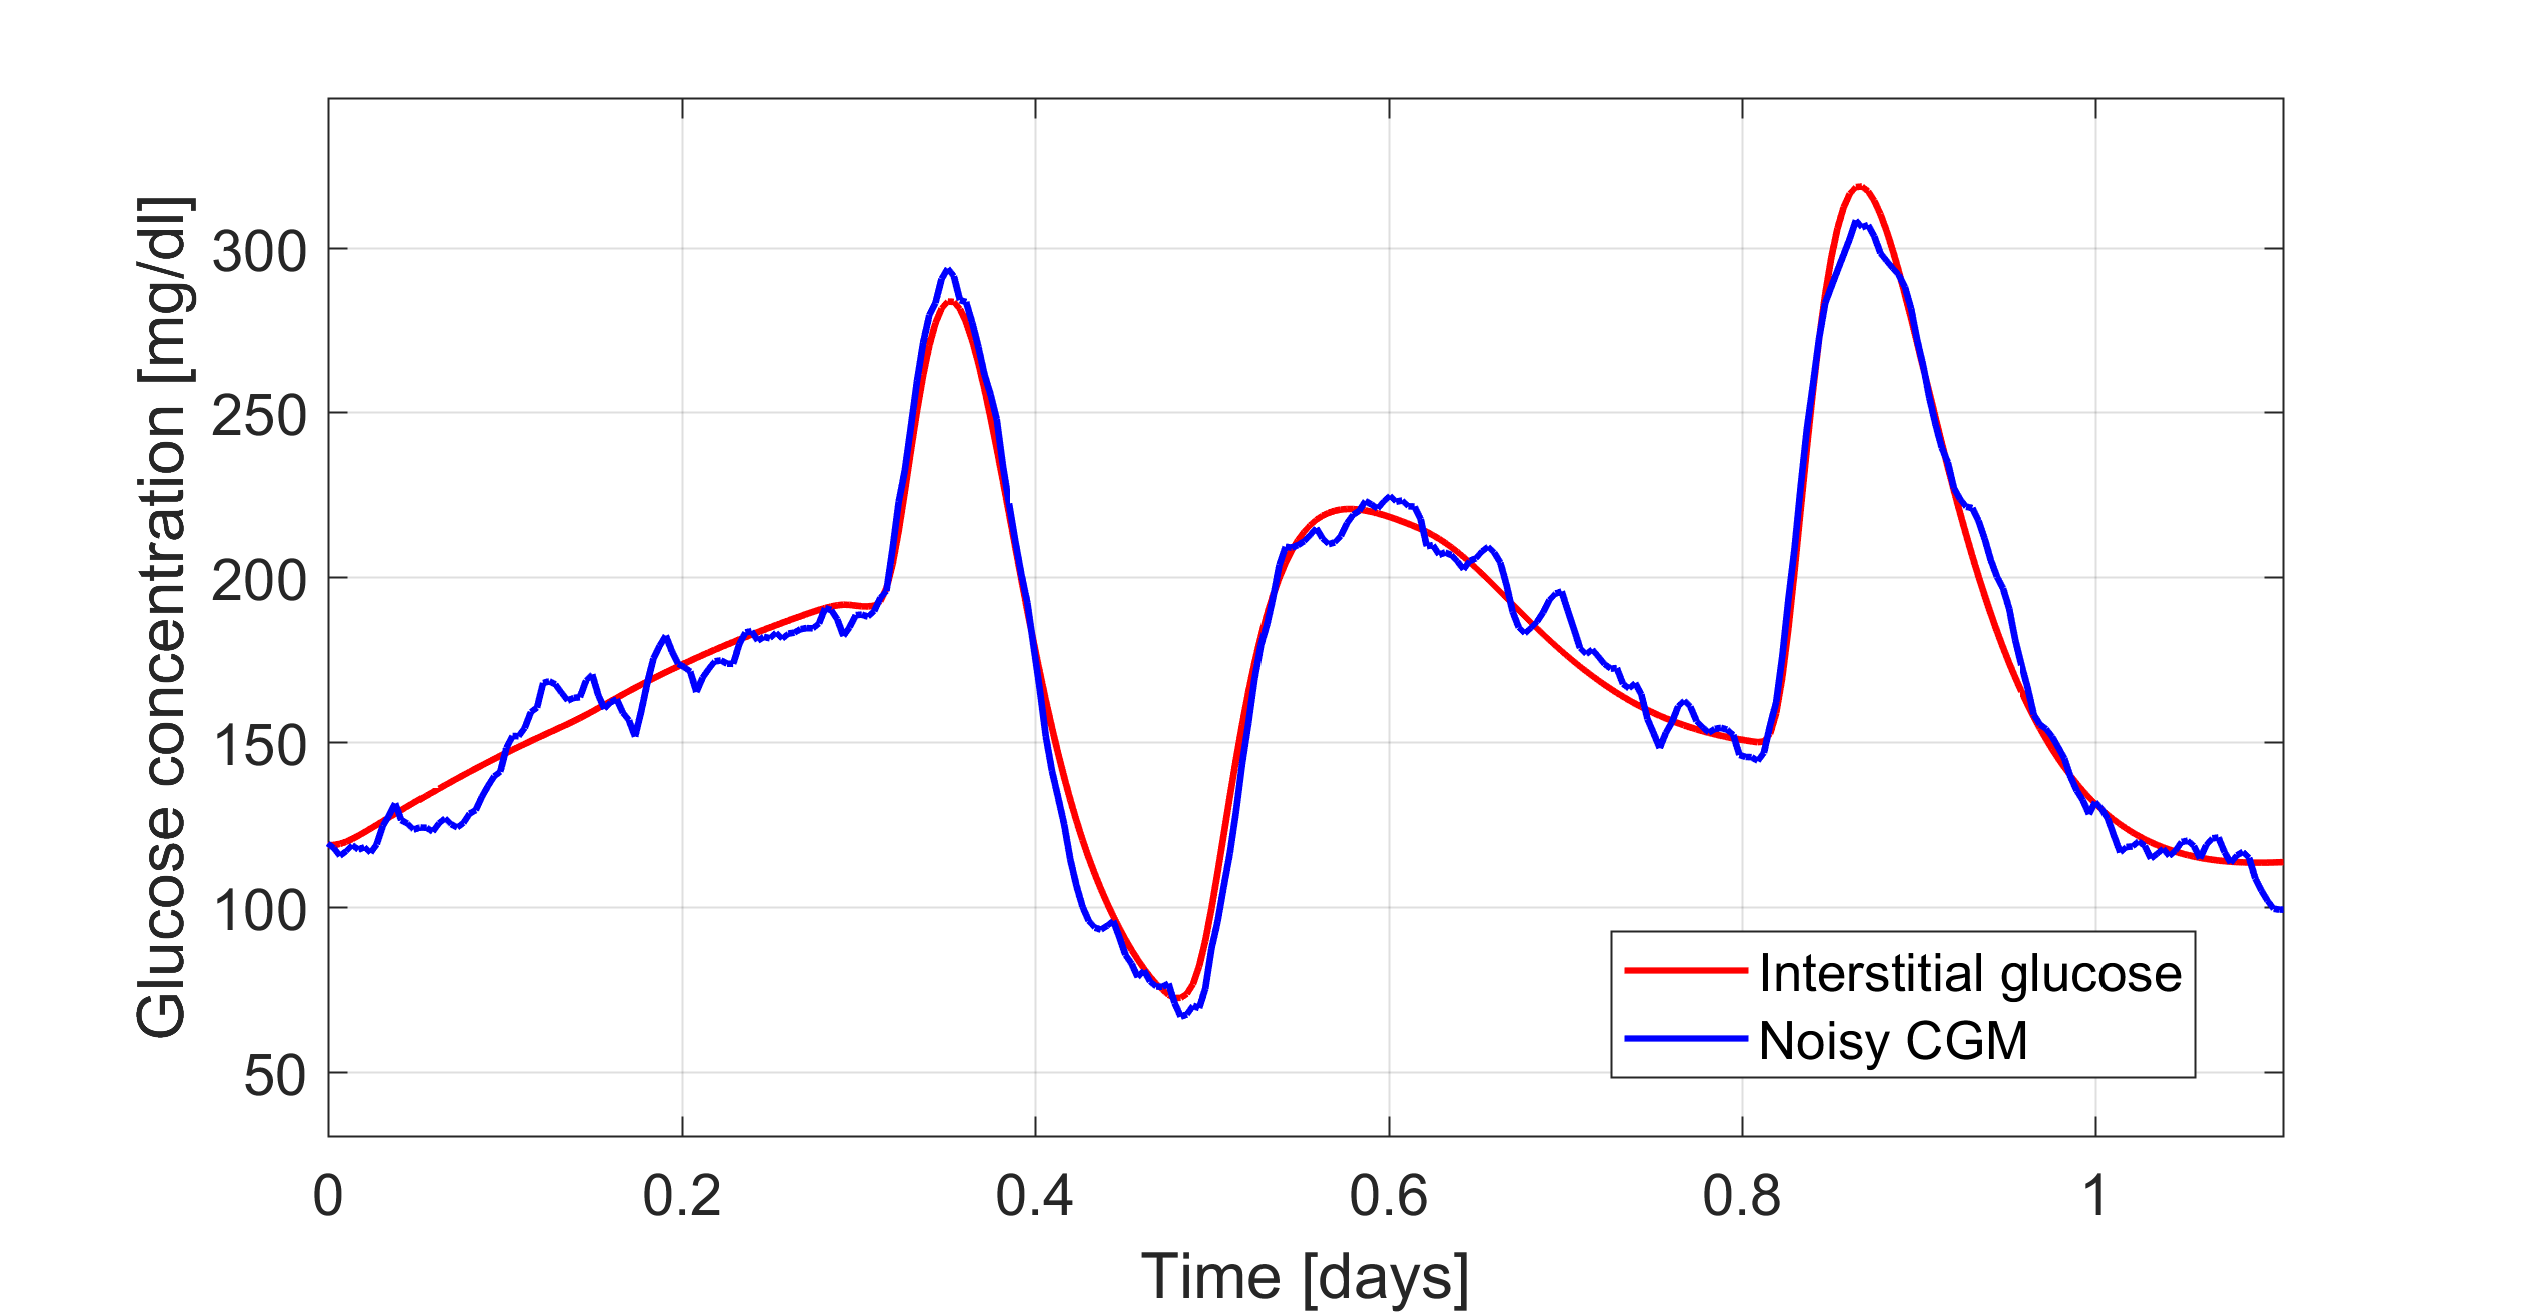 Glucose concentration [mg/dl]
300
250
200
150
100
50
0 0.2 0.4 0.6 0.8 1
Time [days]
Interstitial glucose
Noisy CGM